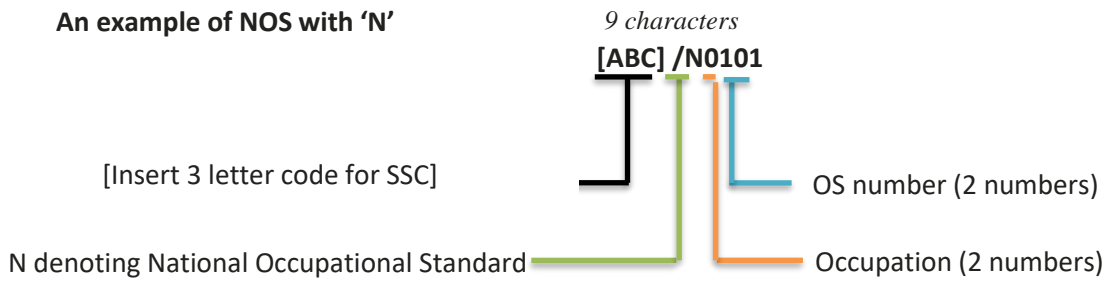 An example of NOS with ‘N’
9 characters
[ABC] /N0101
[Insert 3 letter code for SSC]
OS number (2 numbers)
N denoting National Occupational Standard
Occupation (2 numbers)